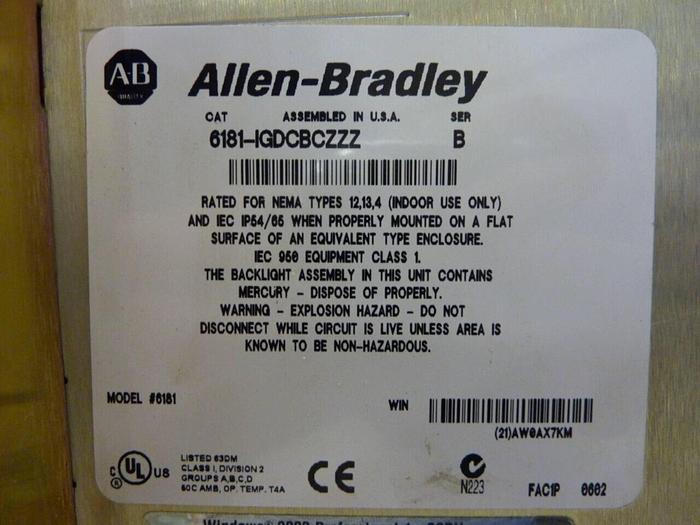 A-B
QUALITY
Allen-Bradley
CAT ASSEMBLED IN U.S.A. SER
6181-IGDCBCZZZ B
RATED FOR NEMA TYPES 12,13,4 (INDOOR USE ONLY)
AND IEC IP54/65 WHEN PROPERLY MOUNTED ON A FLAT
SURFACE OF AN EQUIVALENT TYPE ENCLOSURE.
IEC 950 EQUIPMENT CLASS 1.
THE BACKLIGHT ASSEMBLY IN THIS UNIT CONTAINS
MERCURY - DISPOSE OF PROPERLY.
WARNING - EXPLOSION HAZARD - DO NOT
DISCONNECT WHILE CIRCUIT IS LIVE UNLESS AREA IS
KNOWN TO BE NON-HAZARDOUS.
MODEL #6181
WIN
(21)AW0AX7KM
C UL US
LISTED 63DM
CLASS I, DIVISION 2
GROUPS A,B,C,D
50C AMB, OP. TEMP. T4A
CE
N223
FAC1P 0602